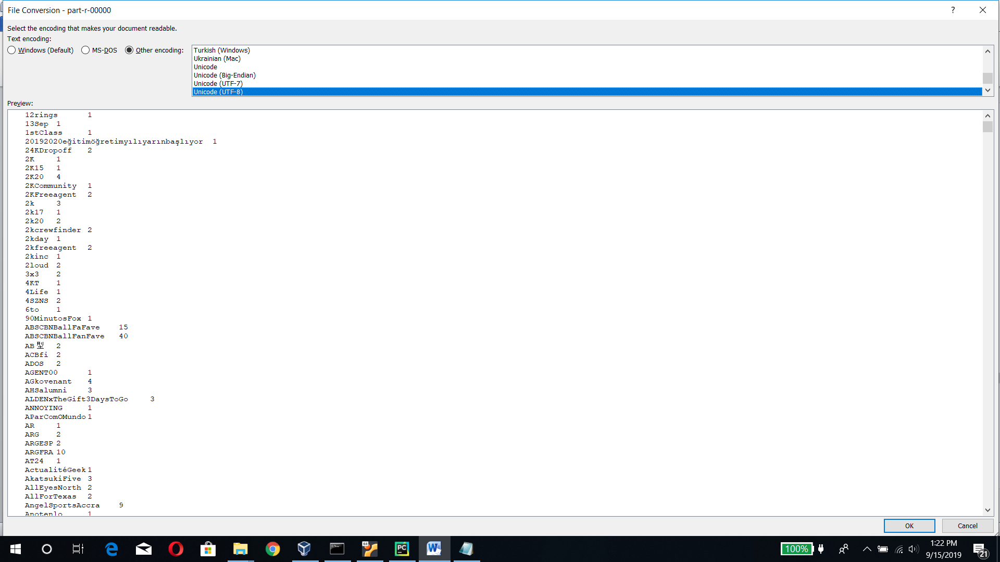 File Conversion - part-r-00000
Select the encoding that makes your document readable.
Text encoding:
Windows (Default) MS-DOS Other encoding:
Turkish (Windows)
Ukrainian (Mac)
Unicode
Unicode (Big-Endian)
Unicode (UTF-7)
Unicode (UTF-8)
Preview:
12rings 1
13Sep 1
1stClass 1
20192020eğitimöğretimyılıyarınbaşlıyor 1
24KDropoff 2
2K 1
2K15 1
2K20 4
2KCommunity 1
2KFreeagent 2
2k 3
2k17 1
2k20 2
2kcrewfinder 2
2kday 1
2kfreeagent 2
2kinc 1
2loud 2
3x3 2
4KT 1
4Life 1
4SZNS 2
6to 1
90MinutosFox 1
ABSCBNBallFaFave 15
ABSCBNBallFanFave 40
AB型 2
ACBfi 2
ADOS 2
AGENT00 1
AGkovenant 4
AHSalumni 3
ALDENxTheGift3DaysToGo 3
ANNOYING 1
AParComOMundo 1
AR 1
ARG 2
ARGESP 2
ARGFRA 10
AT24 1
ActualitéGeek 1
AkatsukiFive 3
AllEyesNorth 2
AllForTexas 2
AngelSportsAccra 9
Anotenlo 1
OK Cancel
100%
1:22 PM
9/15/2019
21